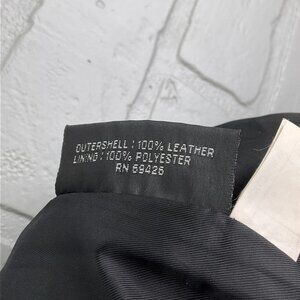 OUTERSHELL : 100% LEATHER
LINING : 100% POLYESTER
RN 69426